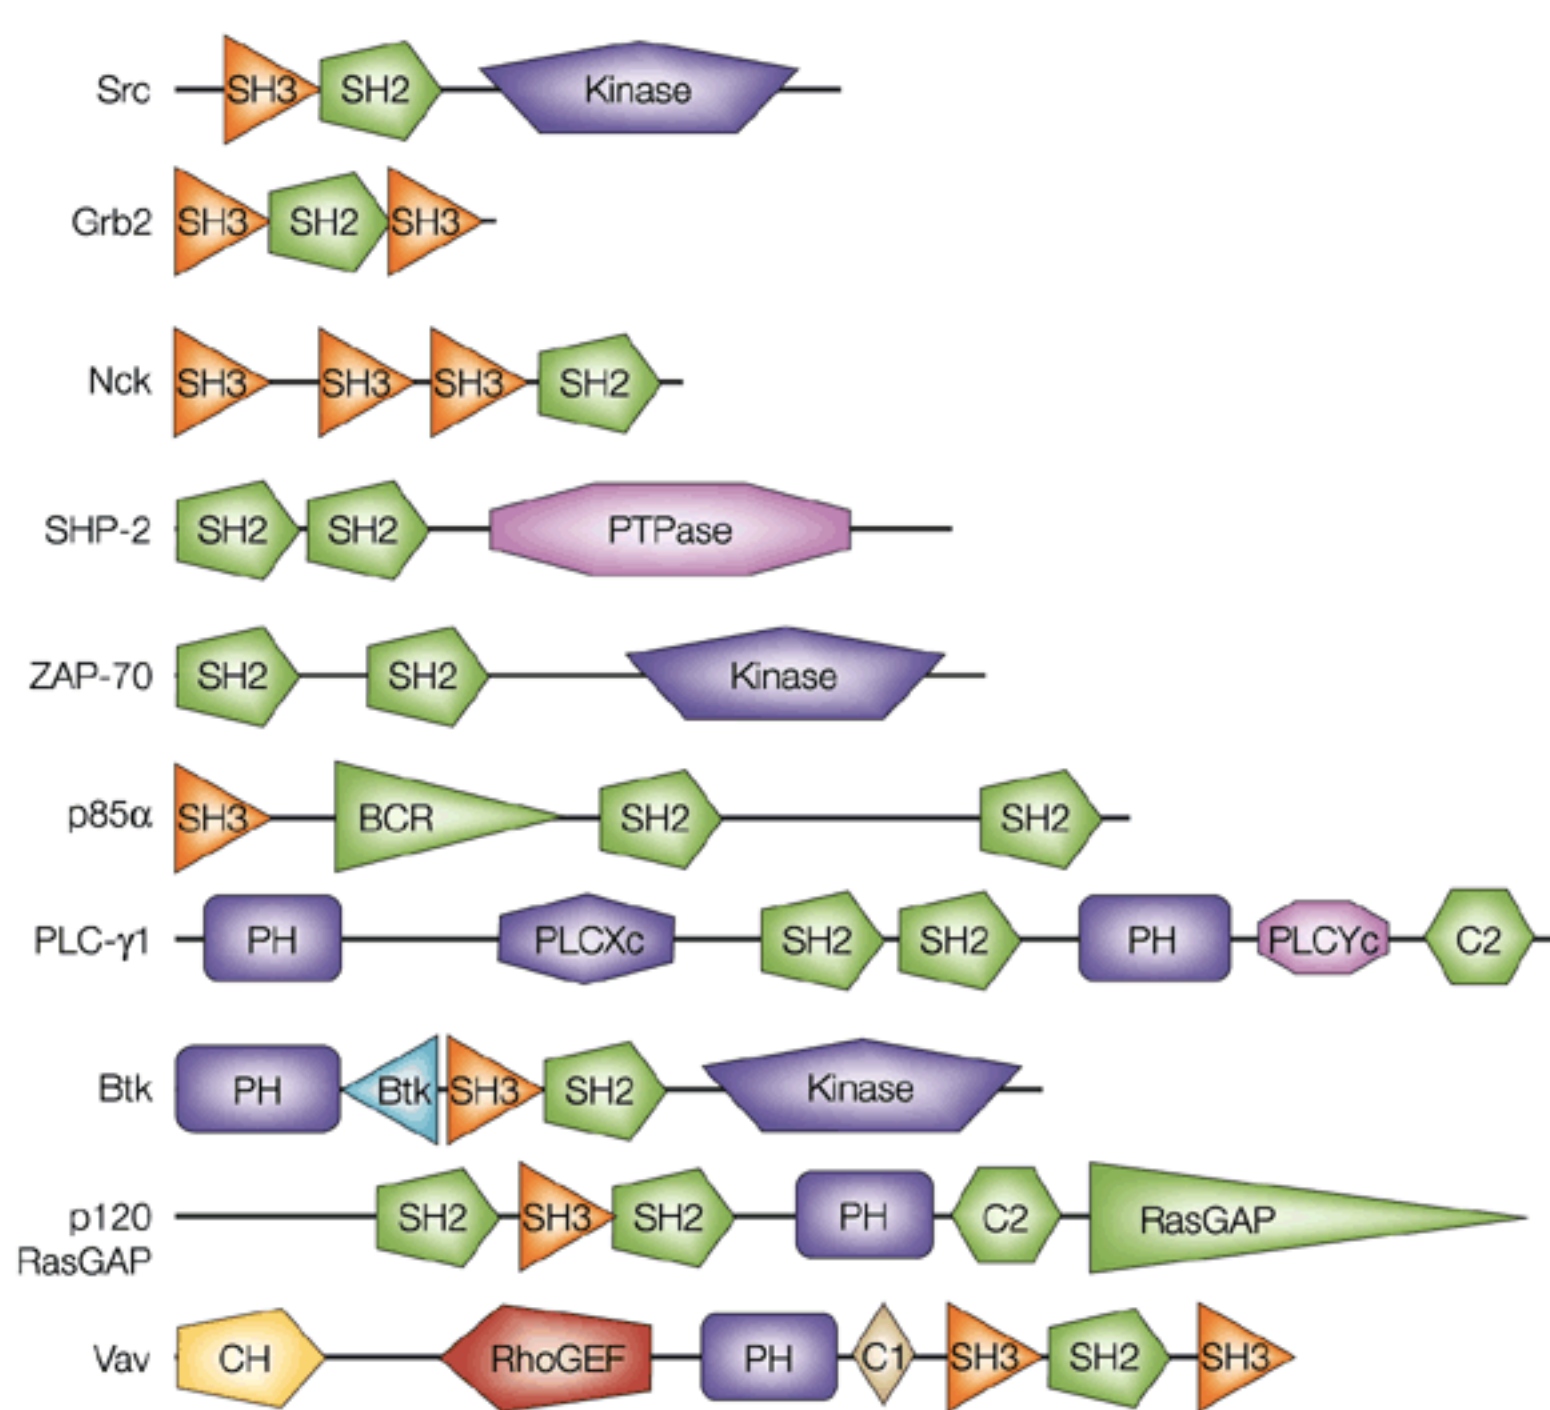 Src SH3 SH2 Kinase
Grb2 SH3 SH2 SH3
Nck SH3 SH3 SH3 SH2
SHP-2 SH2 SH2 PTPase
ZAP-70 SH2 SH2 Kinase
p85α SH3 BCR SH2 SH2
PLC-γ1 PH PLCXc SH2 SH2 PH PLCYc C2
Btk PH Btk SH3 SH2 Kinase
p120 SH2 SH3 SH2 PH C2 RasGAP
RasGAP
Vav CH RhoGEF PH C1 SH3 SH2 SH3